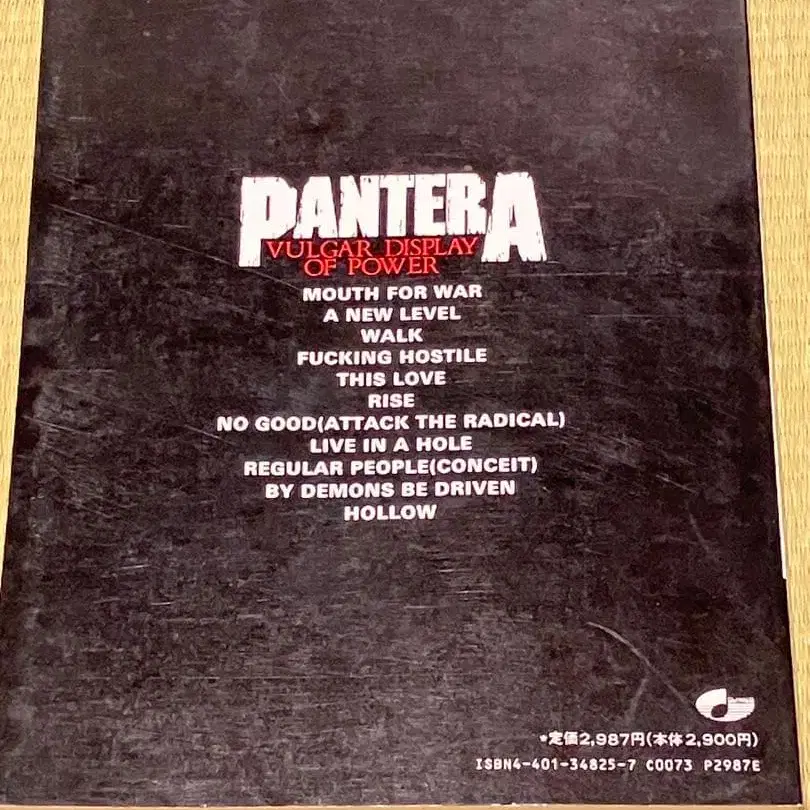 PANTERA
VULGAR DISPLAY
OF POWER
MOUTH FOR WAR
A NEW LEVEL
WALK
FUCKING HOSTILE
THIS LOVE
RISE
NO GOOD(ATTACK THE RADICAL)
LIVE IN A HOLE
REGULAR PEOPLE(CONCEIT)
BY DEMONS BE DRIVEN
HOLLOW
*定価2,987円(本体2,900円)
ISBN4-401-34825-7 C0073 P2987E